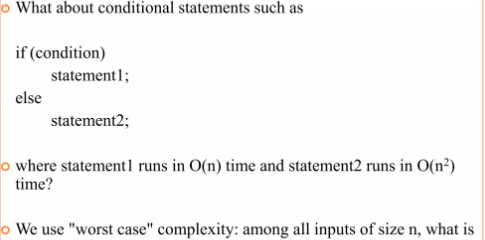 o What about conditional statements such as
if (condition)
statement1;
else
statement2;
o where statement1 runs in O(n) time and statement2 runs in O(n²)
time?
o We use "worst case" complexity: among all inputs of size n, what is